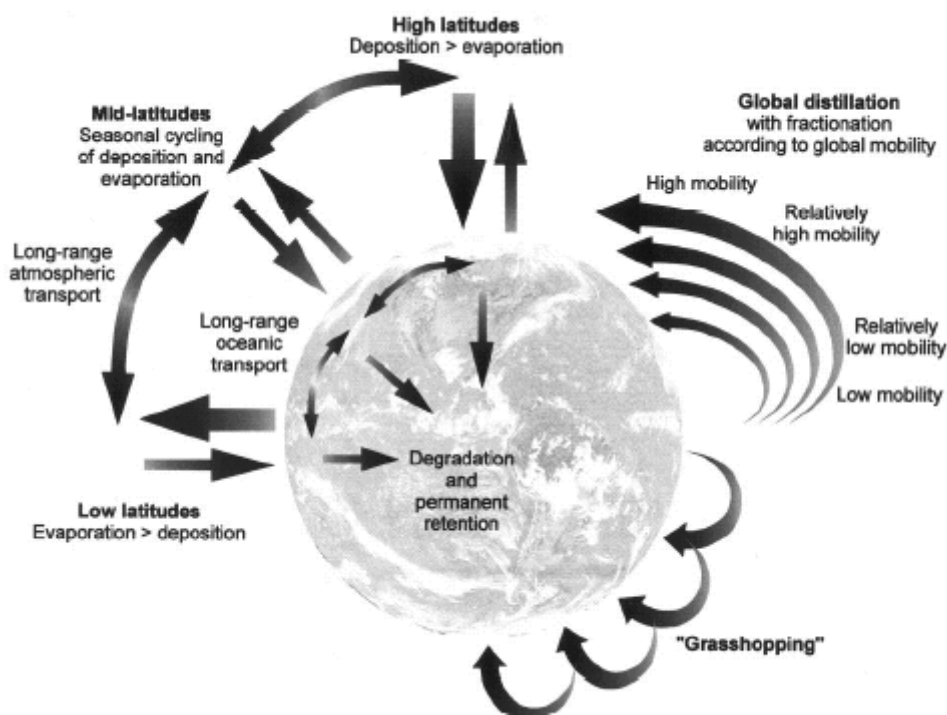 High latitudes
Deposition > evaporation
Mid-latitudes
Seasonal cycling
of deposition and
evaporation
Global distillation
with fractionation
according to global mobility
High mobility
Relatively
high mobility
Long-range
atmospheric
transport
Long-range
oceanic
transport
Relatively
low mobility
Low mobility
Degradation
and
permanent
retention
Low latitudes
Evaporation > deposition
"Grasshopping"